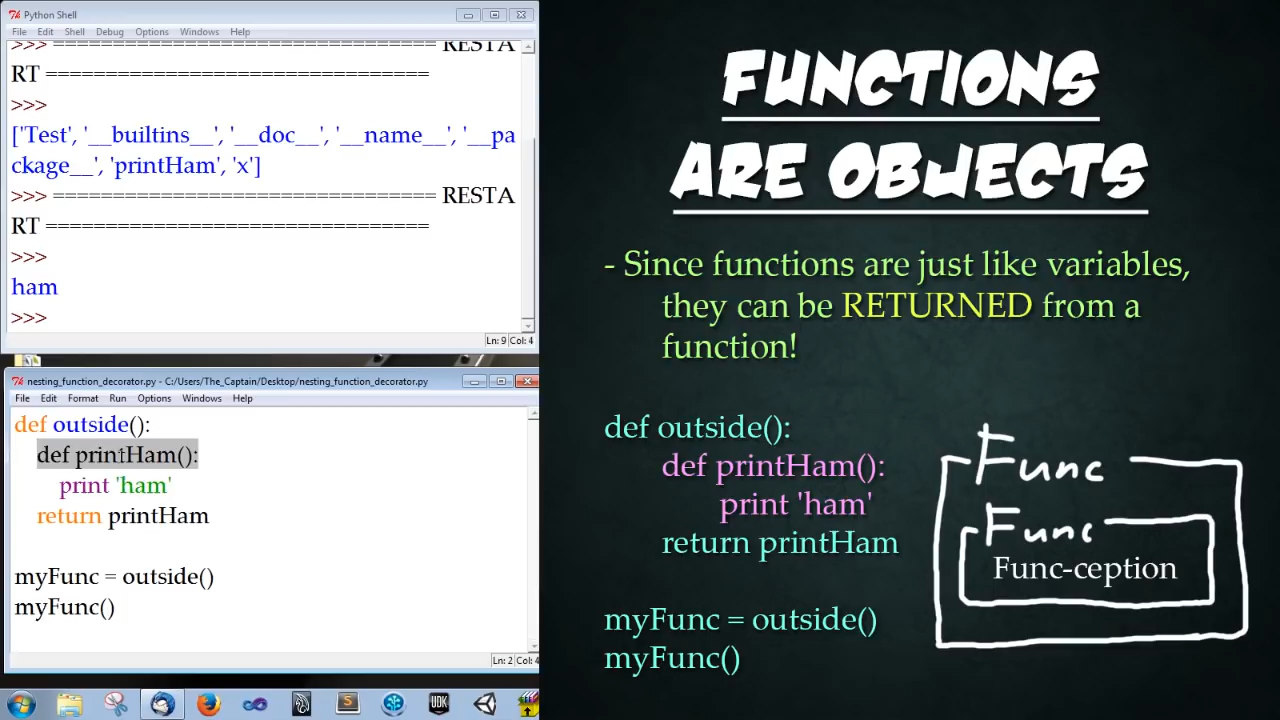 Python Shell
File Edit Shell Debug Options Windows Help
>>> ================================ RESTA
RT ================================
>>>
['Test', '__builtins__', '__doc__', '__name__', '__pa
ckage__', 'printHam', 'x']
>>> ================================ RESTA
RT ================================
>>>
ham
>>>
Ln: 9 Col: 4
nesting_function_decorator.py - C:/Users/The_Captain/Desktop/nesting_function_decorator.py
File Edit Format Run Options Windows Help
def outside():
def printHam():
print 'ham'
return printHam
myFunc = outside()
myFunc()
Ln: 2 Col: 4
UDK
FUNCTIONS
ARE OBJECTS
- Since functions are just like variables,
they can be RETURNED from a
function!
def outside():
def printHam():
print 'ham'
return printHam
myFunc = outside()
myFunc()
Func
Func
Func-ception